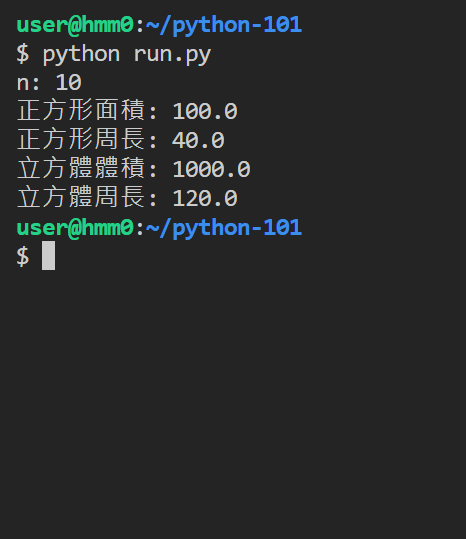 user@hmm0:~/python-101
$ python run.py
n: 10
正方形面積: 100.0
正方形周長: 40.0
立方體體積: 1000.0
立方體周長: 120.0
user@hmm0:~/python-101
$